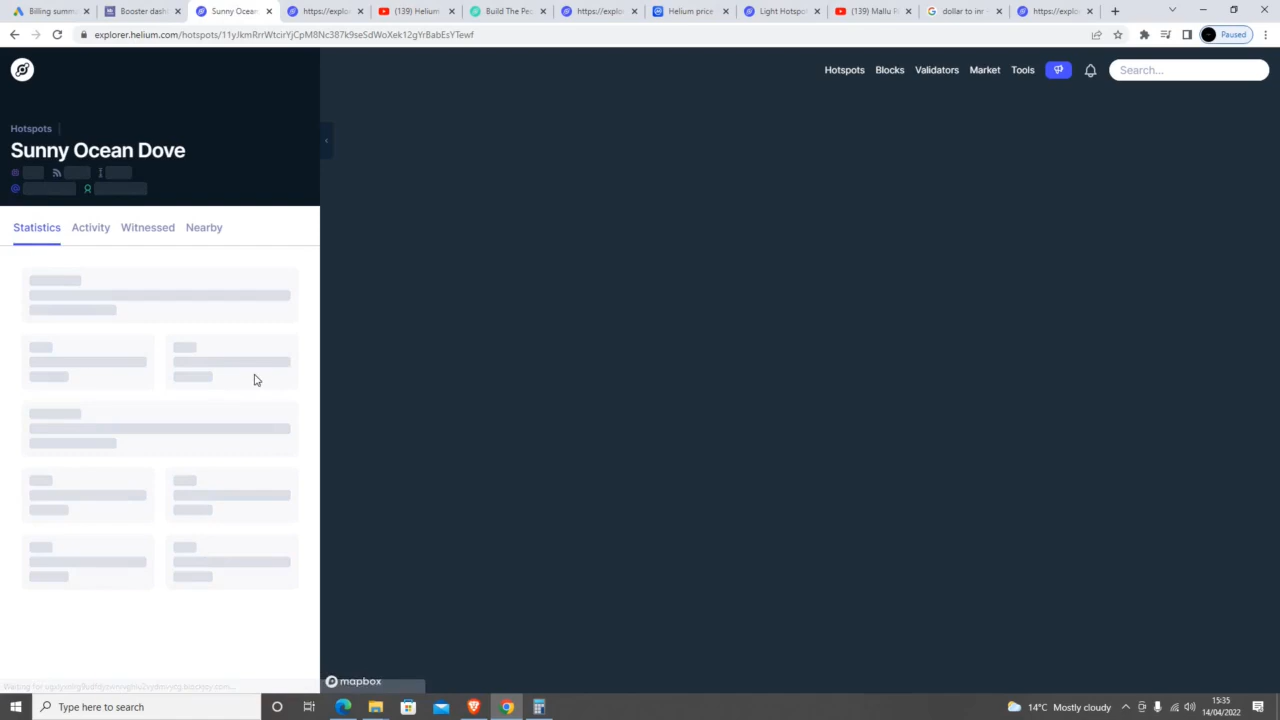 Billing summ
Booster dash
Sunny Ocean
https://explo
(139) Helium
Build The Pe
https://explo
Helium price
Light Hotspo
(139) Mallu F
dollar to inr
https://explo
explorer.helium.com/hotspots/11yJkmRrrWtcirYjCpM8Nc387k9seSdWoXek12gYrBabEsYTewf
Paused
Hotspots
Blocks
Validators
Market
Tools
Search...
Hotspots
Sunny Ocean Dove
Statistics
Activity
Witnessed
Nearby
mapbox
Type here to search
14°C
Mostly cloudy
15:35
14/04/2022